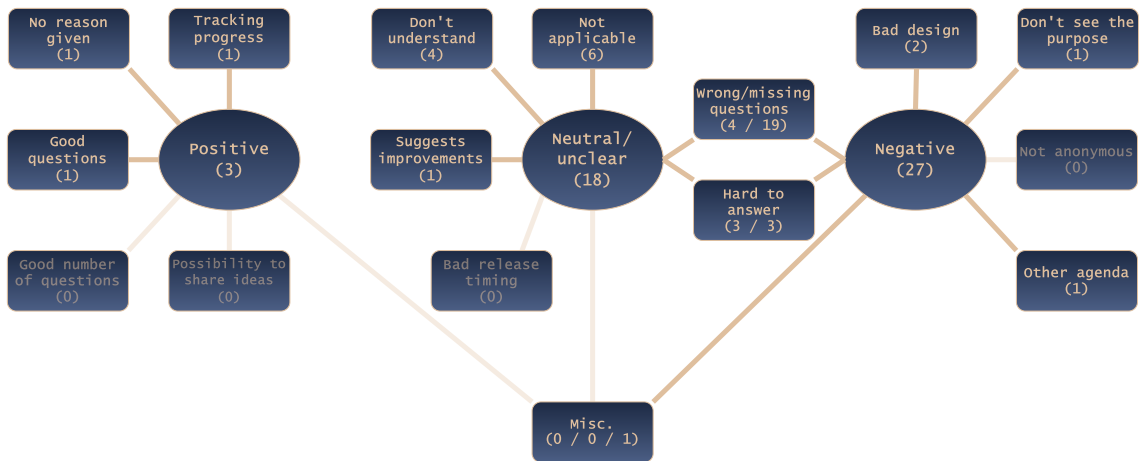 No reason
given
(1)
Tracking
progress
(1)
Don't
understand
(4)
Not
applicable
(6)
Bad design
(2)
Don't see the
purpose
(1)
Wrong/missing
questions
(4 / 19)
Good
questions
(1)
Positive
(3)
Suggests
improvements
(1)
Neutral/
unclear
(18)
Negative
(27)
Not anonymous
(0)
Hard to
answer
(3 / 3)
Good number
of questions
(0)
Possibility to
share ideas
(0)
Bad release
timing
(0)
Other agenda
(1)
Misc.
(0 / 0 / 1)